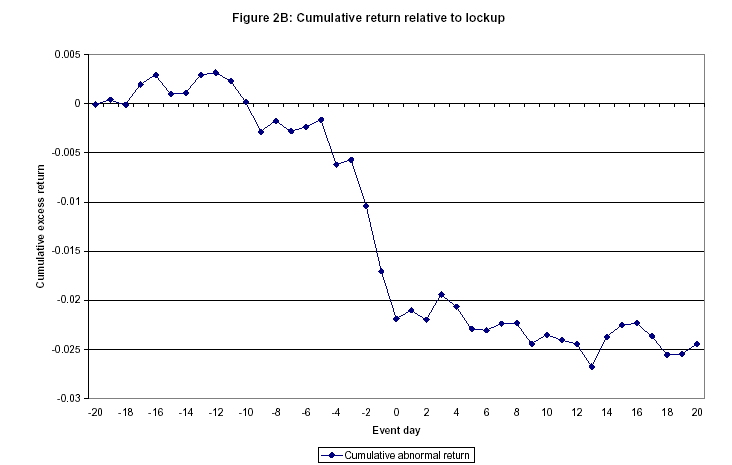 Figure 2B: Cumulative return relative to lockup
0.005
0
-0.005
-0.01
-0.015
-0.02
-0.025
-0.03
Cumulative excess return
-20 -18 -16 -14 -12 -10 -8 -6 -4 -2 0 2 4 6 8 10 12 14 16 18 20
Event day
Cumulative abnormal return